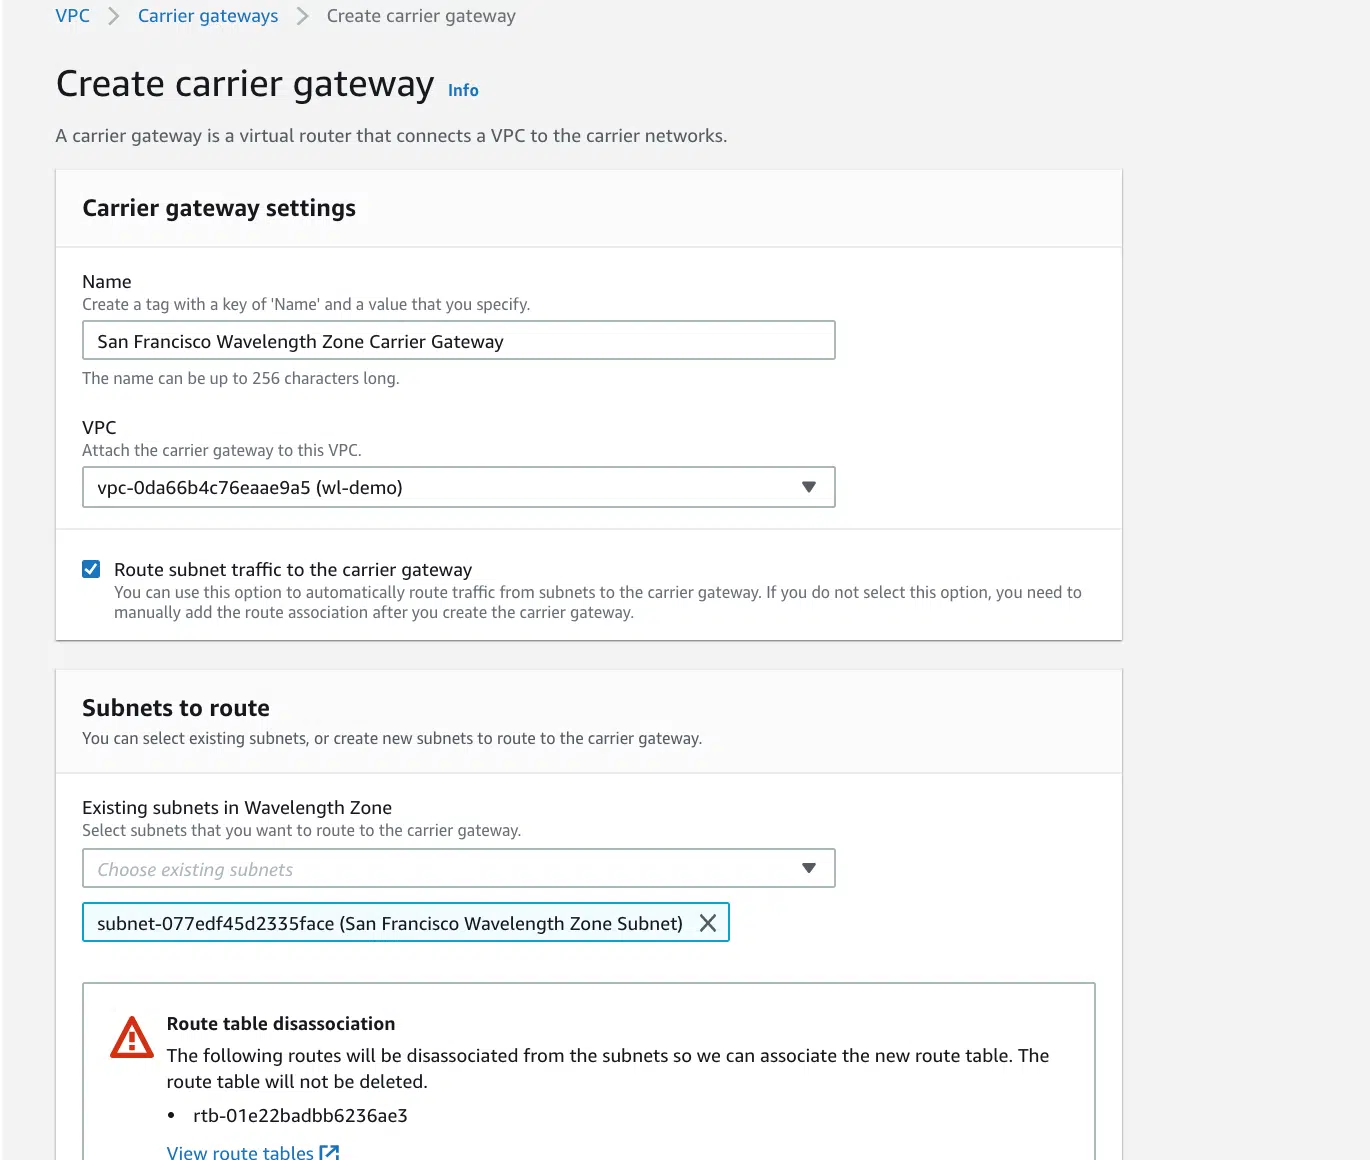 VPC > Carrier gateways > Create carrier gateway
Create carrier gateway Info
A carrier gateway is a virtual router that connects a VPC to the carrier networks.
Carrier gateway settings
Name
Create a tag with a key of 'Name' and a value that you specify.
San Francisco Wavelength Zone Carrier Gateway
The name can be up to 256 characters long.
VPC
Attach the carrier gateway to this VPC.
vpc-0da66b4c76eaae9a5 (wl-demo)
Route subnet traffic to the carrier gateway
You can use this option to automatically route traffic from subnets to the carrier gateway. If you do not select this option, you need to
manually add the route association after you create the carrier gateway.
Subnets to route
You can select existing subnets, or create new subnets to route to the carrier gateway.
Existing subnets in Wavelength Zone
Select subnets that you want to route to the carrier gateway.
Choose existing subnets
subnet-077edf45d2335face (San Francisco Wavelength Zone Subnet)
Route table disassociation
The following routes will be disassociated from the subnets so we can associate the new route table. The
route table will not be deleted.
• rtb-01e22badbb6236ae3
View route tables